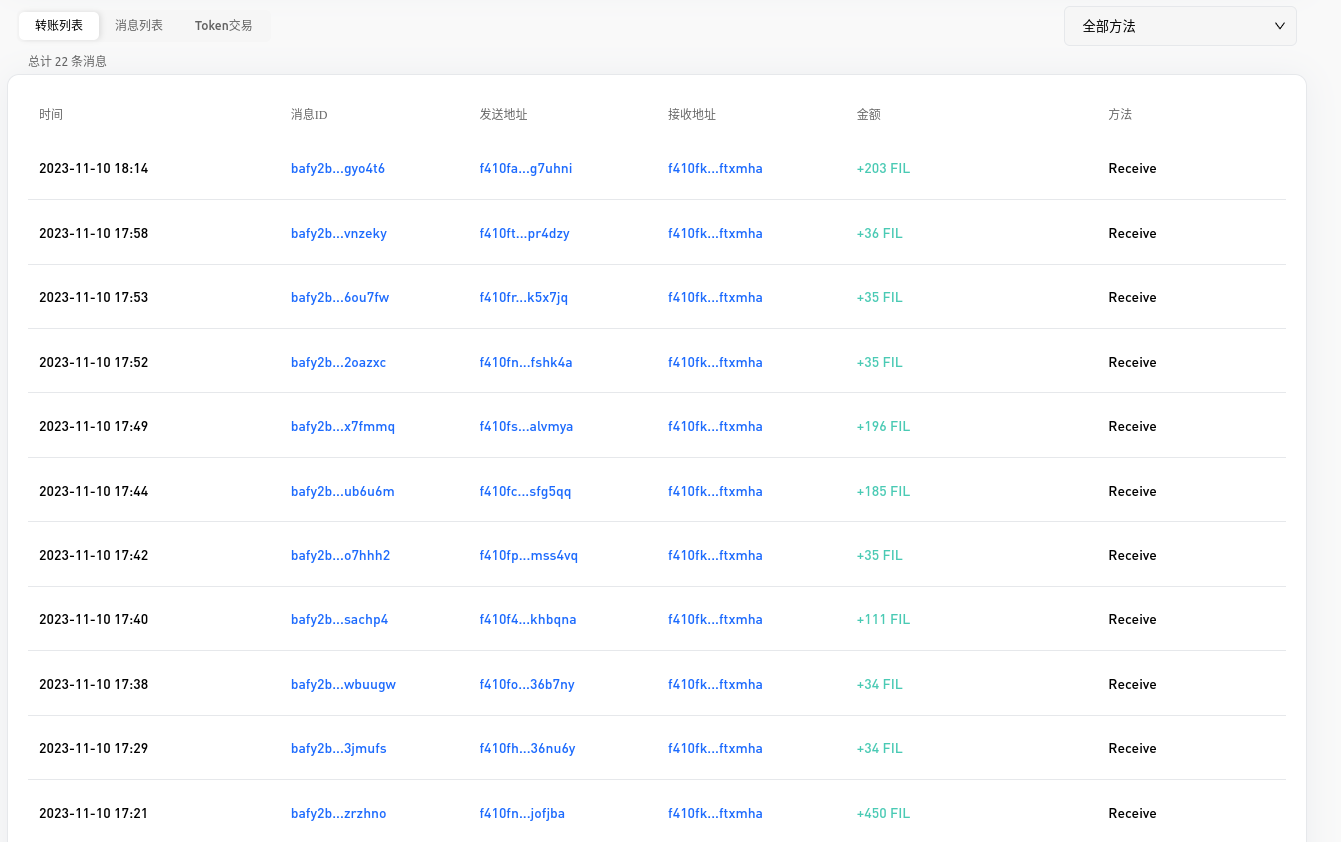 转账列表 消息列表 Token交易 全部方法
总计 22 条消息
时间 消息ID 发送地址 接收地址 金额 方法
2023-11-10 18:14 bafy2b...gyo4t6 f410fa...g7uhni f410fk...ftxmha +203 FIL Receive
2023-11-10 17:58 bafy2b...vnzeky f410ft...pr4dzy f410fk...ftxmha +36 FIL Receive
2023-11-10 17:53 bafy2b...6ou7fw f410fr...k5x7jq f410fk...ftxmha +35 FIL Receive
2023-11-10 17:52 bafy2b...2oazxc f410fn...fshk4a f410fk...ftxmha +35 FIL Receive
2023-11-10 17:49 bafy2b...x7fmmq f410fs...alvmya f410fk...ftxmha +196 FIL Receive
2023-11-10 17:44 bafy2b...ub6u6m f410fc...sfg5qq f410fk...ftxmha +185 FIL Receive
2023-11-10 17:42 bafy2b...o7hhh2 f410fp...mss4vq f410fk...ftxmha +35 FIL Receive
2023-11-10 17:40 bafy2b...sachp4 f410f4...khbqna f410fk...ftxmha +111 FIL Receive
2023-11-10 17:38 bafy2b...wbuugw f410fo...36b7ny f410fk...ftxmha +34 FIL Receive
2023-11-10 17:29 bafy2b...3jmufs f410fh...36nu6y f410fk...ftxmha +34 FIL Receive
2023-11-10 17:21 bafy2b...zrzhno f410fn...jofjba f410fk...ftxmha +450 FIL Receive